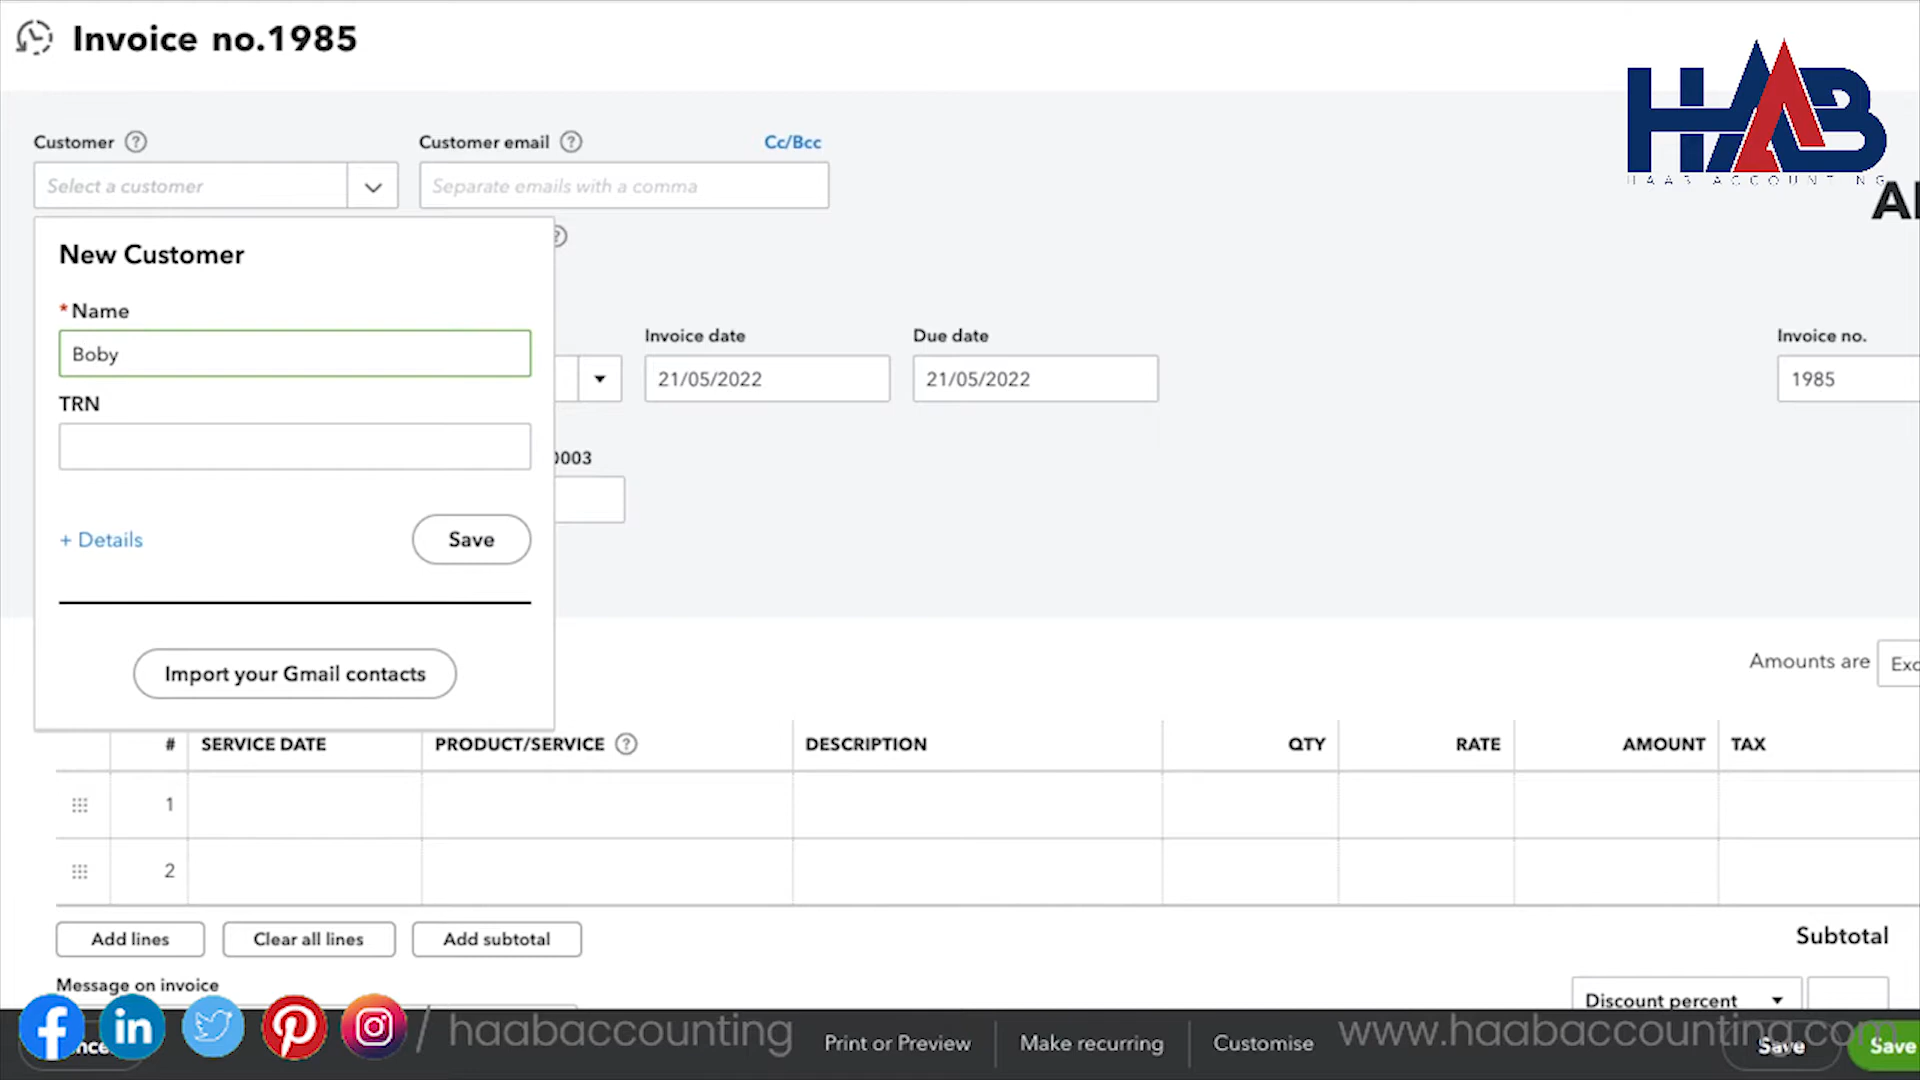 Invoice no.1985
HAAB
HAAB ACCOUNTING
Customer
Customer email
Cc/Bcc
Select a customer
Separate emails with a comma
New Customer
* Name
Boby
TRN
+ Details
Save
Import your Gmail contacts
Invoice date
Due date
Invoice no.
21/05/2022
21/05/2022
1985
0003
Amounts are
#
SERVICE DATE
PRODUCT/SERVICE
DESCRIPTION
QTY
RATE
AMOUNT
TAX
1
2
Add lines
Clear all lines
Add subtotal
Subtotal
Message on invoice
Discount percent
/ haabaccounting
Print or Preview
Make recurring
Customise
www.haabaccounting.com
Save
Save